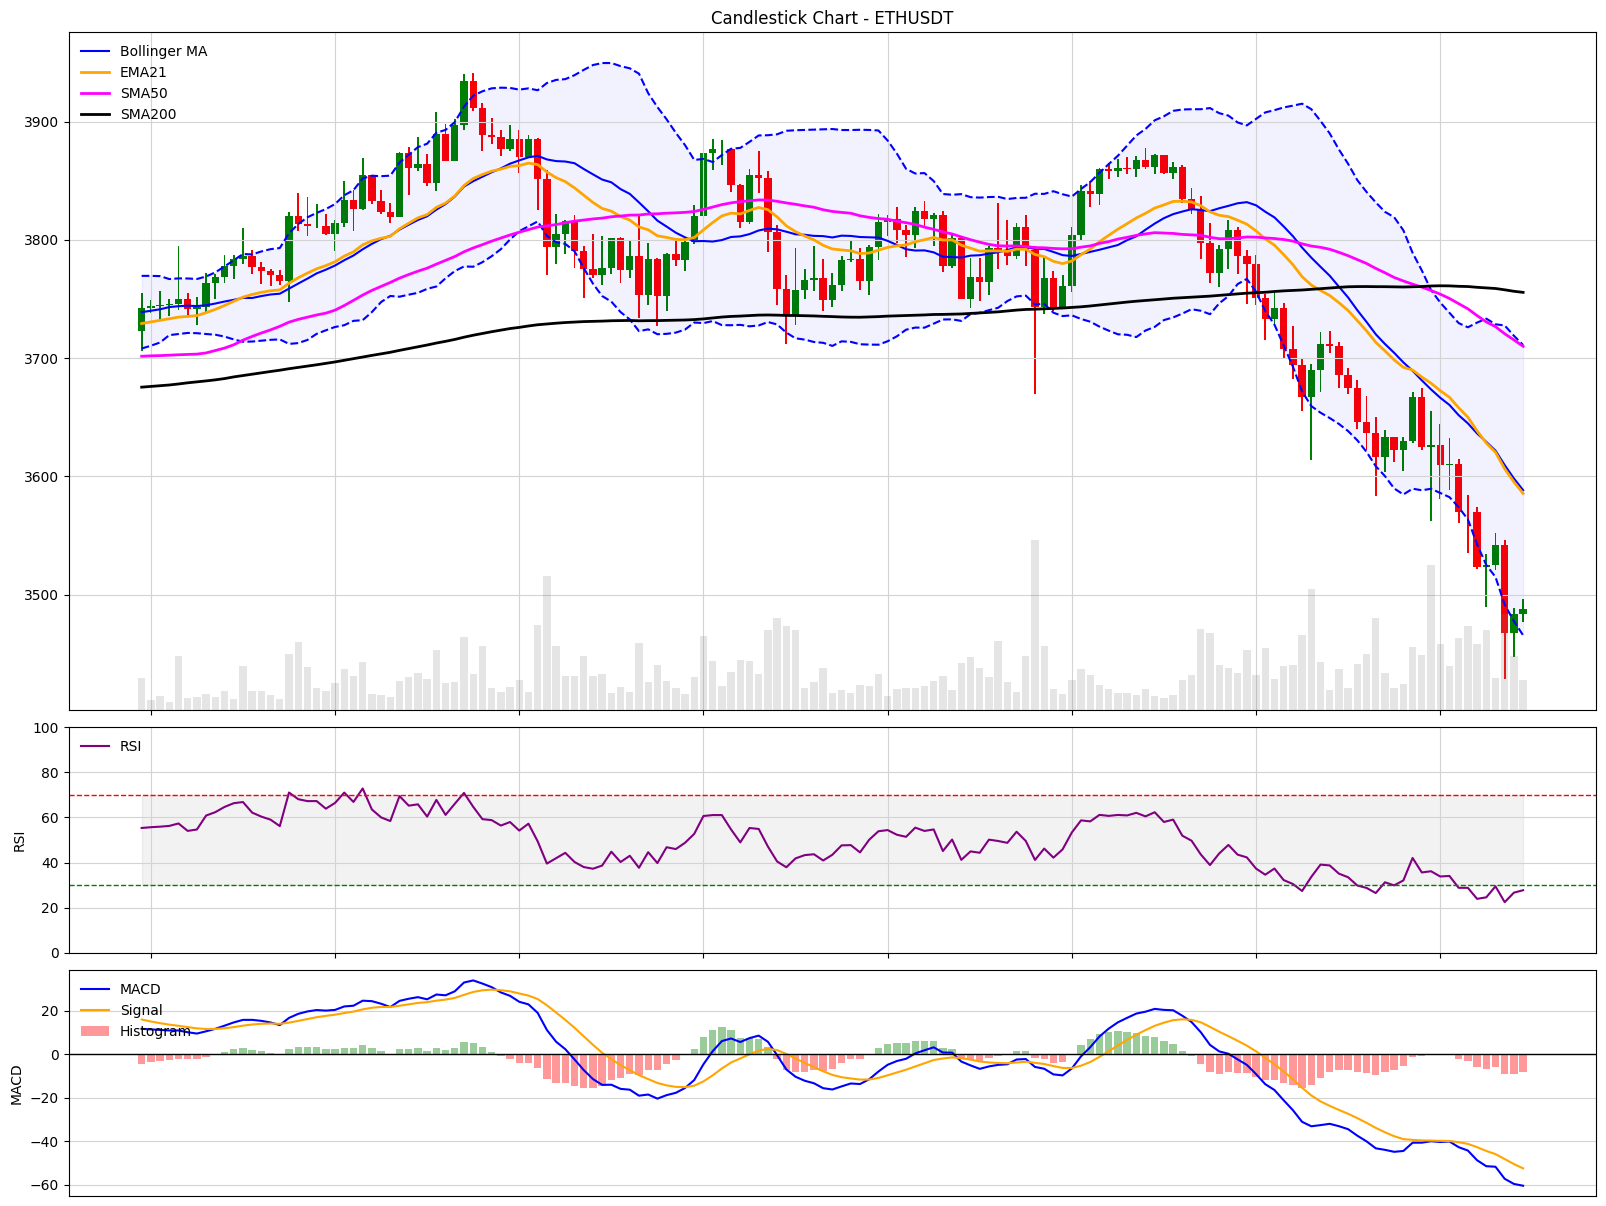 Candlestick Chart - ETHUSDT
Bollinger MA
EMA21
SMA50
SMA200
3900
3800
3700
3600
3500
100
80
60
40
20
0
RSI
RSI
MACD
Signal
Histogram
20
0
−20
−40
−60
MACD